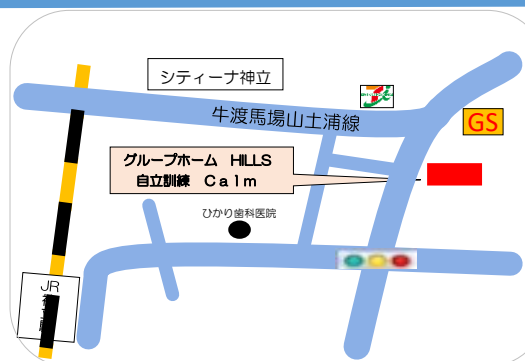 シティーナ神立
牛渡馬場山土浦線
GS
グループホーム HILLS
自立訓練 Calm
ひかり歯科医院
JR